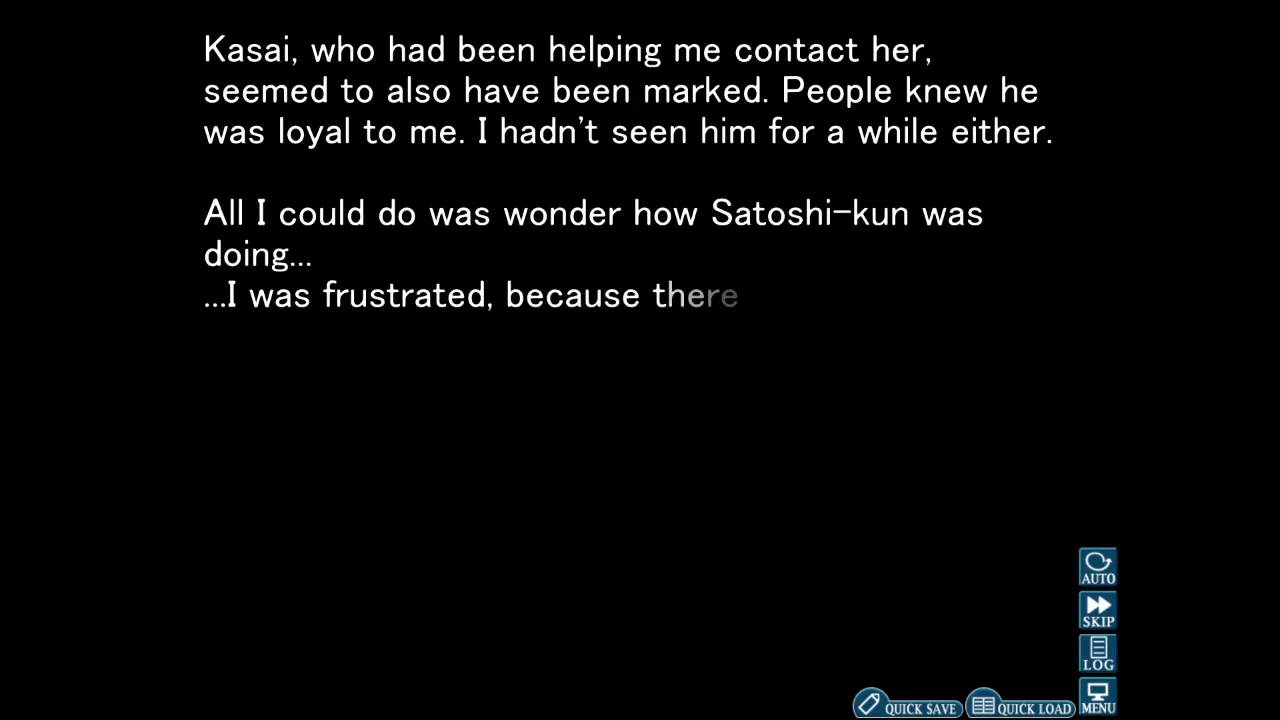 Kasai, who had been helping me contact her,
seemed to also have been marked. People knew he
was loyal to me. I hadn't seen him for a while either.
All I could do was wonder how Satoshi-kun was
doing...
...I was frustrated, because there
AUTO
SKIP
LOG
QUICK SAVE
QUICK LOAD
MENU